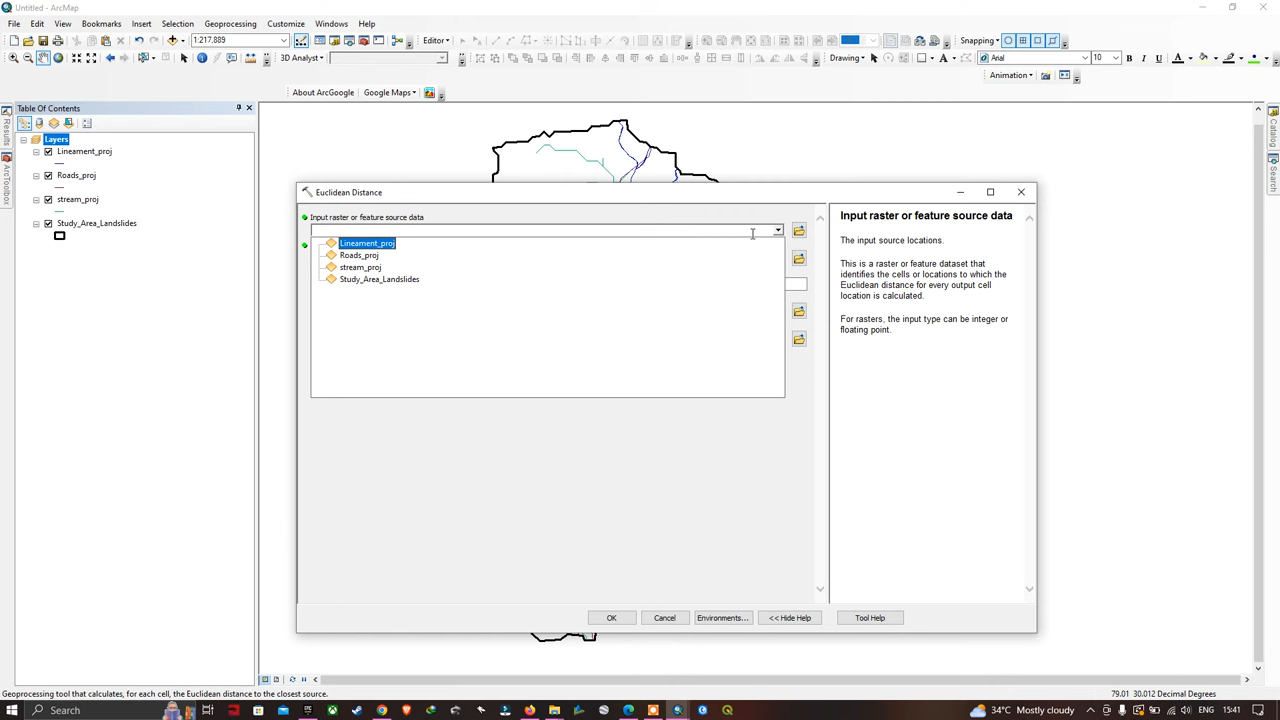 Untitled - ArcMap
File Edit View Bookmarks Insert Selection Geoprocessing Customize Windows Help
1:217,889 Editor Snapping
3D Analyst Drawing Arial 10 B I U A
Animation
About ArcGoogle Google Maps
Table Of Contents
Layers
Lineament_proj
Roads_proj
stream_proj
Study_Area_Landslides
Results
ArcToolbox
Catalog
Search
Euclidean Distance
Input raster or feature source data
Lineament_proj
Roads_proj
stream_proj
Study_Area_Landslides
OK Cancel Environments... << Hide Help Tool Help
Input raster or feature source data
The input source locations.
This is a raster or feature dataset that
identifies the cells or locations to which the
Euclidean distance for every output cell
location is calculated.
For rasters, the input type can be integer or
floating point.
Geoprocessing tool that calculates, for each cell, the Euclidean distance to the closest source.
79.01 30.012 Decimal Degrees
Search
34°C Mostly cloudy ENG 15:41